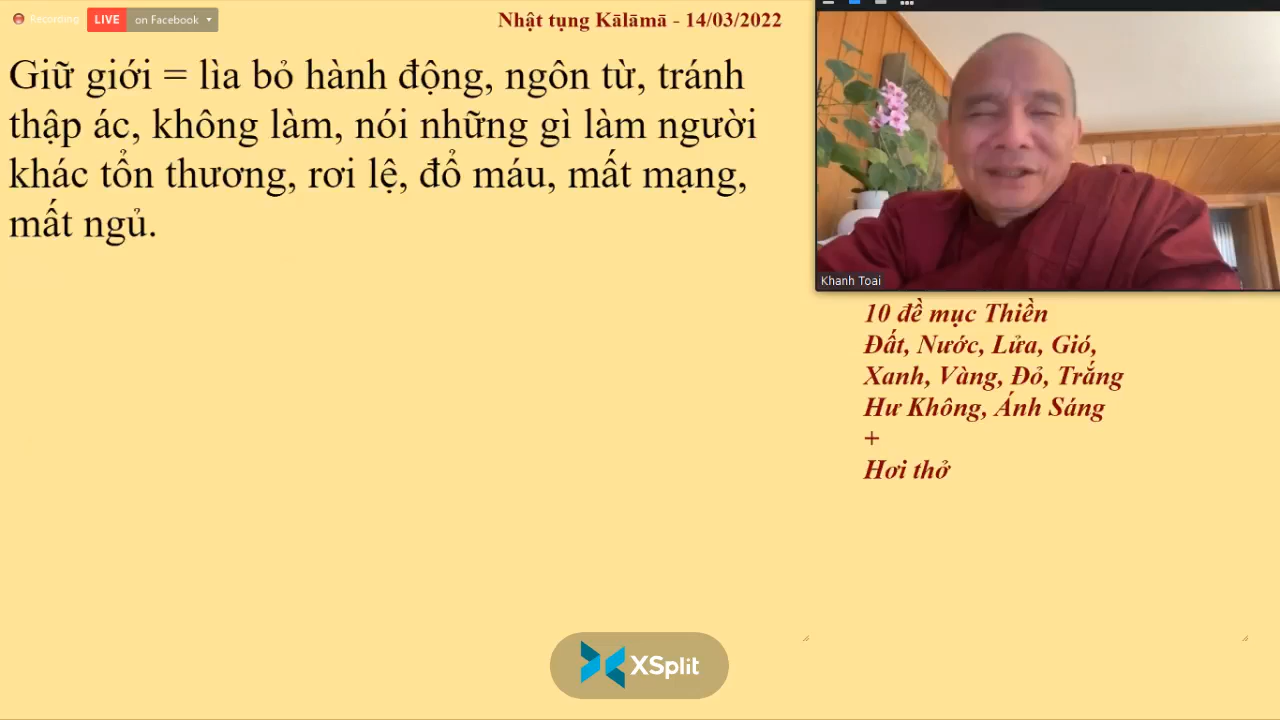 Recording
LIVE on Facebook
Nhật tụng Kālāmā - 14/03/2022
Giữ giới = lìa bỏ hành động, ngôn từ, tránh
thập ác, không làm, nói những gì làm người
khác tổn thương, rơi lệ, đổ máu, mất mạng,
mất ngủ.
Khanh Toai
10 đề mục Thiền
Đất, Nước, Lửa, Gió,
Xanh, Vàng, Đỏ, Trắng
Hư Không, Ánh Sáng
+
Hơi thở
XSplit